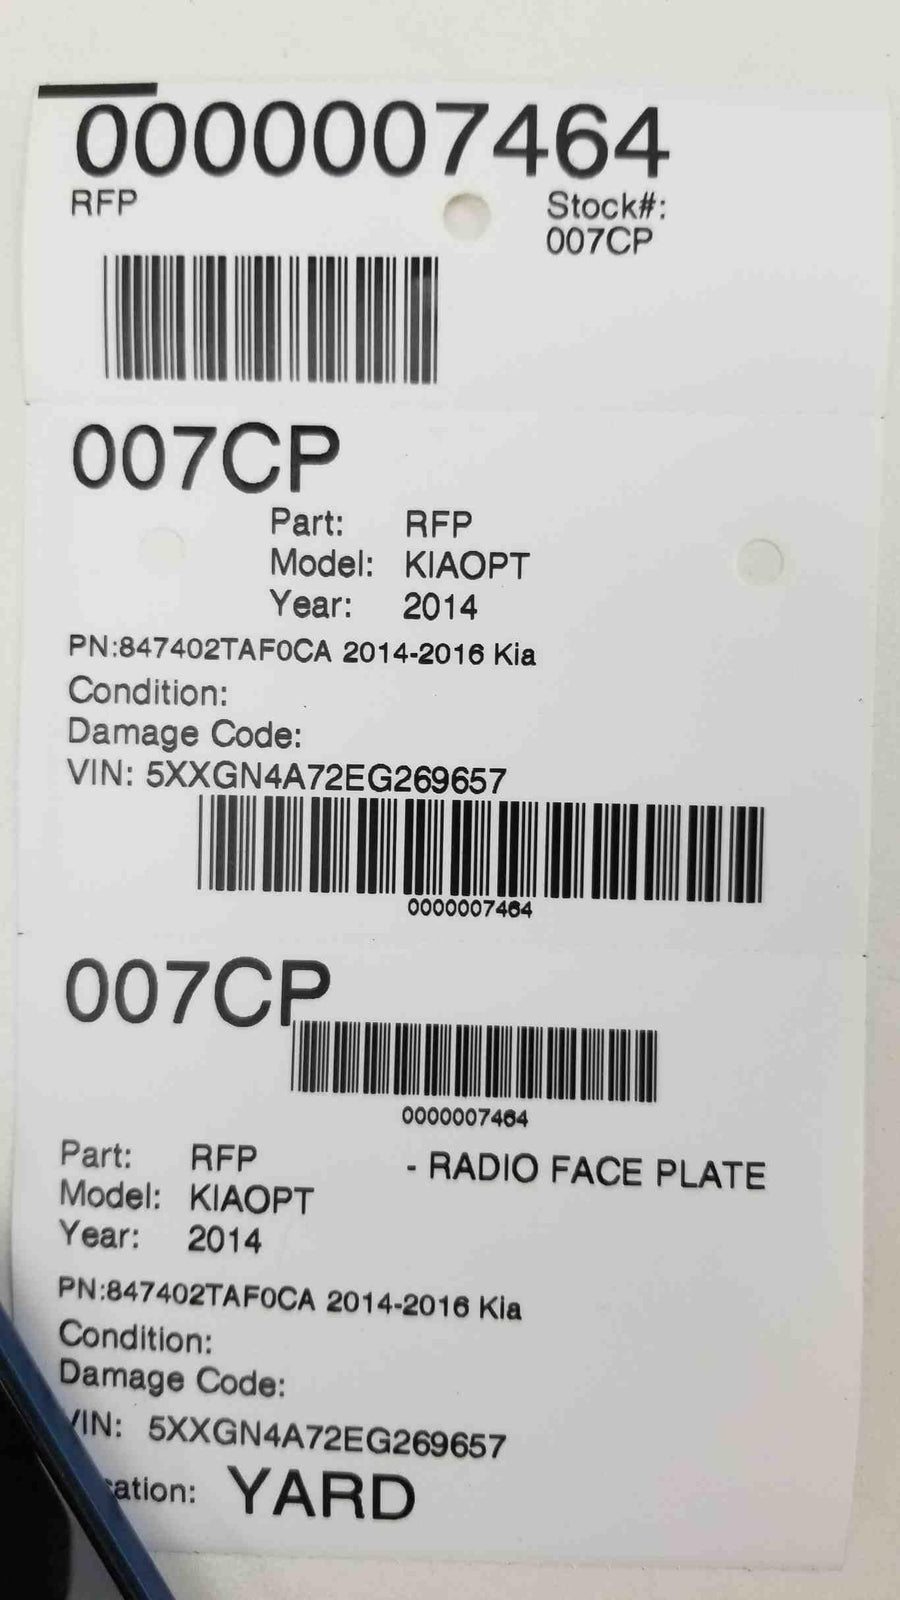 0000007464
RFP
Stock#:
007CP
007CP
Part: RFP
Model: KIAOPT
Year: 2014
PN:847402TAF0CA 2014-2016 Kia
Condition:
Damage Code:
VIN: 5XXGN4A72EG269657
0000007464
007CP
0000007464
Part: RFP - RADIO FACE PLATE
Model: KIAOPT
Year: 2014
PN:847402TAF0CA 2014-2016 Kia
Condition:
Damage Code:
VIN: 5XXGN4A72EG269657
ation: YARD